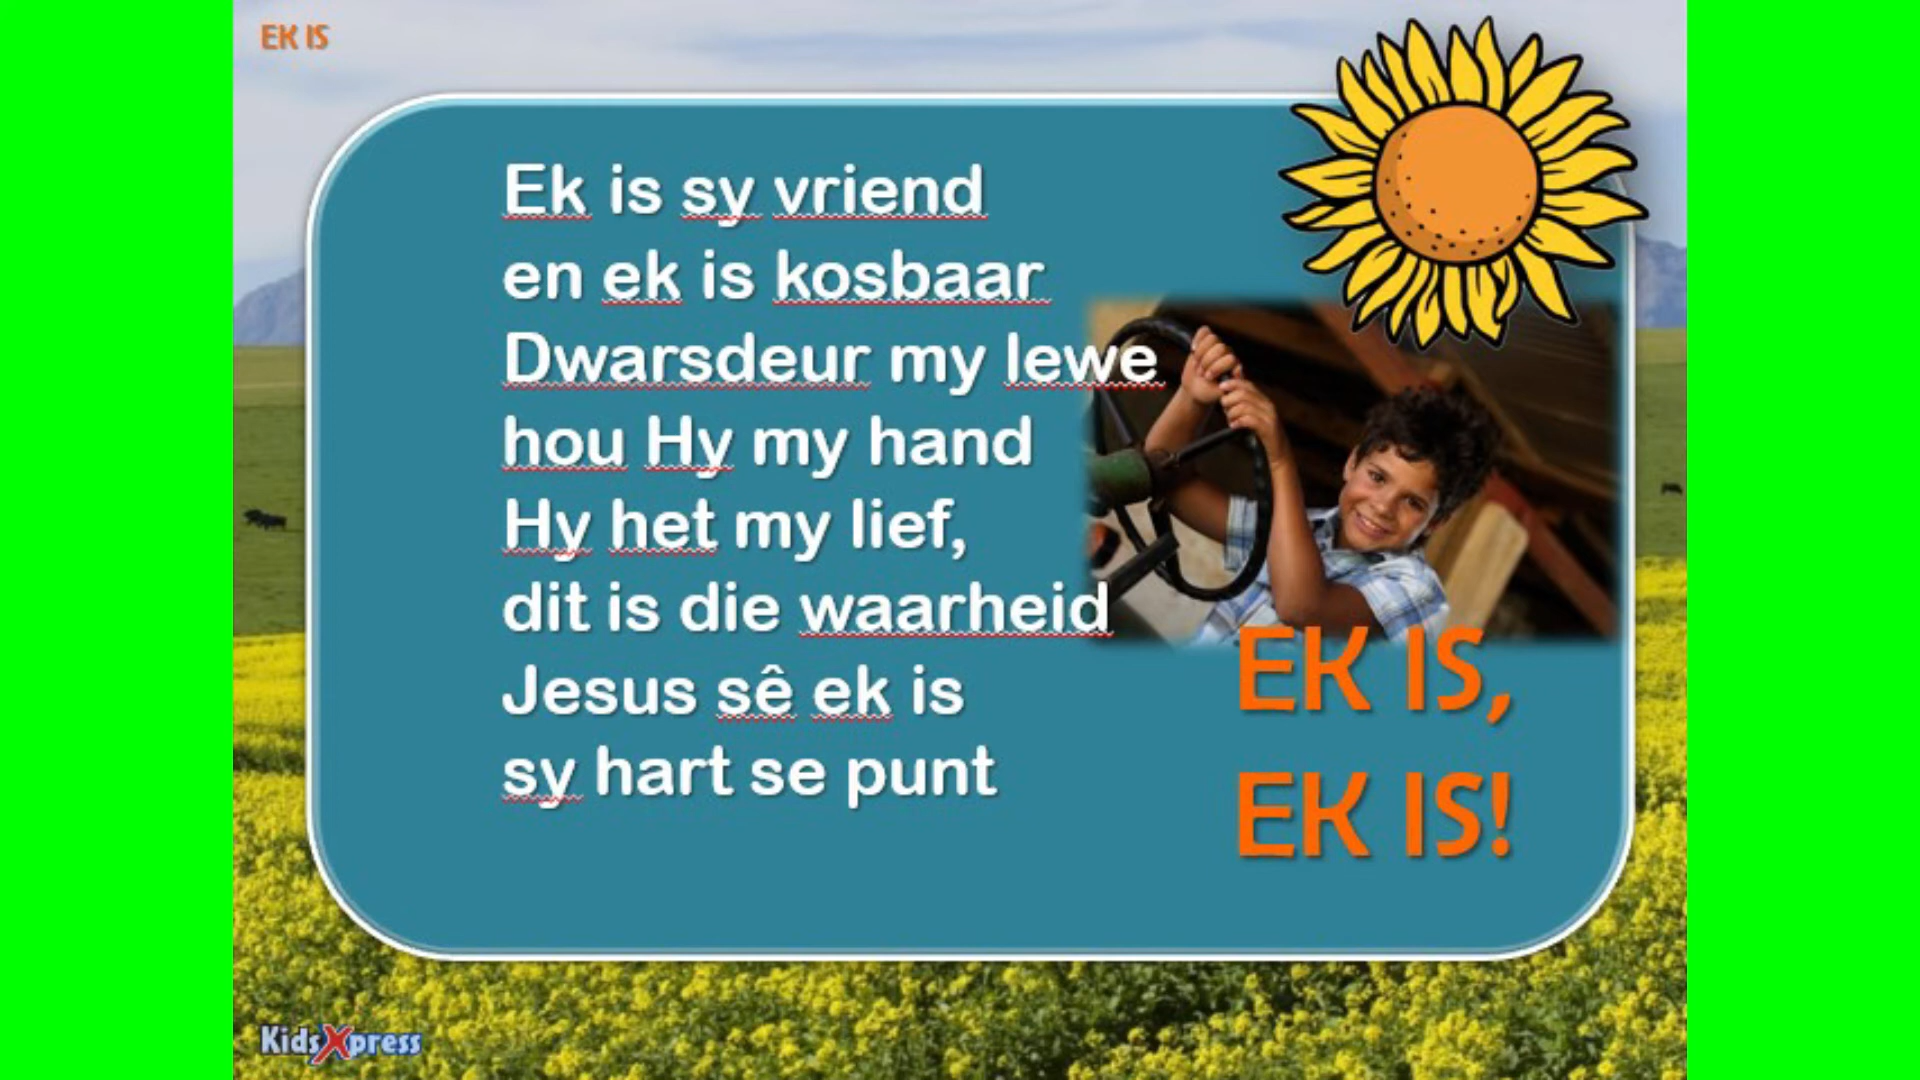 EK IS
Ek is sy vriend
en ek is kosbaar
Dwarsdeur my lewe
hou Hy my hand
Hy het my lief,
dit is die waarheid
Jesus sê ek is
sy hart se punt
EK IS,
EK IS!
KidsXpress